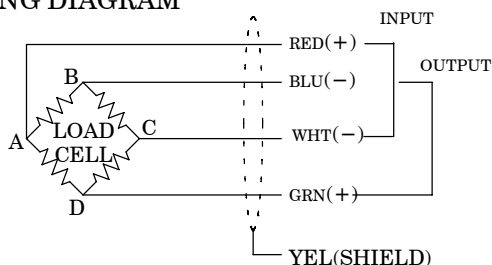 NG DIAGRAM
INPUT
RED(+)
OUTPUT
B
BLU(−)
LOAD
CELL
A
C
WHT(−)
D
GRN(+)
YEL(SHIELD)